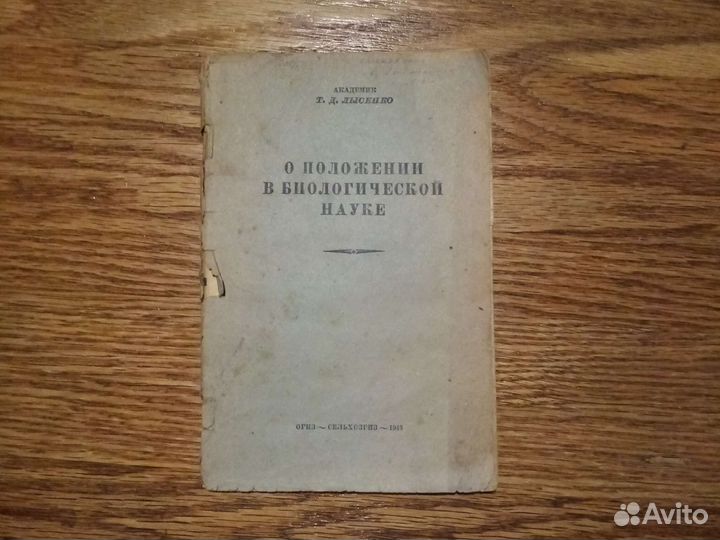 АКАДЕМИК
Т. Д. ЛЫСЕНКО
О ПОЛОЖЕНИИ
В БИОЛОГИЧЕСКОЙ
НАУКЕ
ОГИЗ — СЕЛЬХОЗГИЗ — 1948
Avito